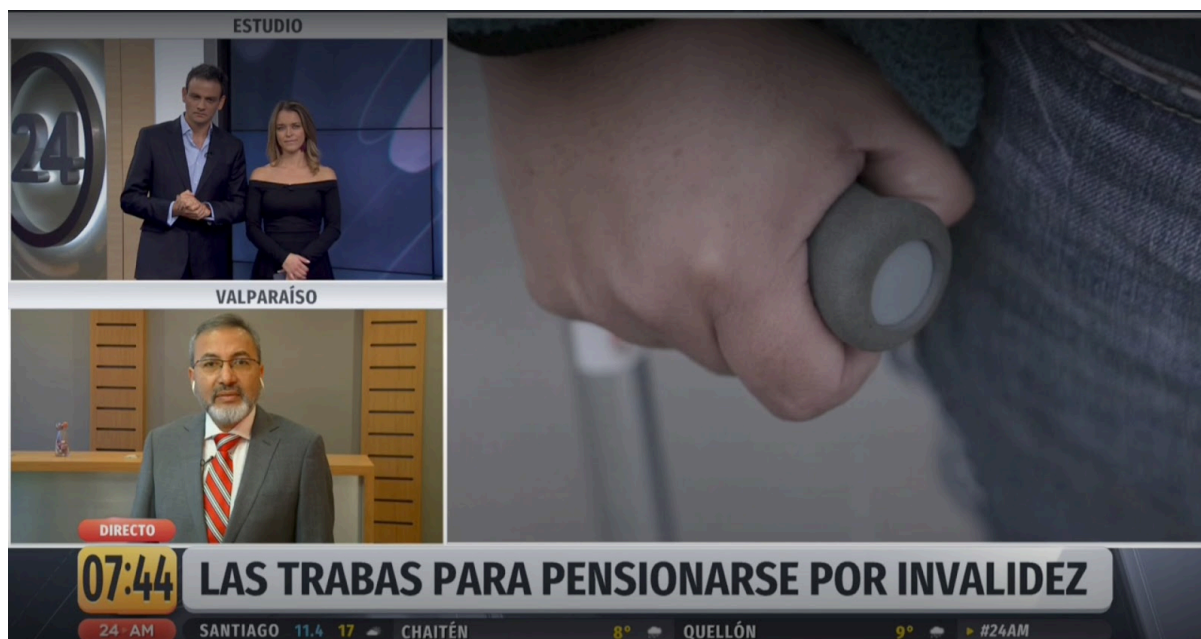 ESTUDIO
24
VALPARAÍSO
DIRECTO
07:44 LAS TRABAS PARA PENSIONARSE POR INVALIDEZ
24 AM SANTIAGO 11.4 17 CHAITÉN 8° QUELLÓN 9° #24AM